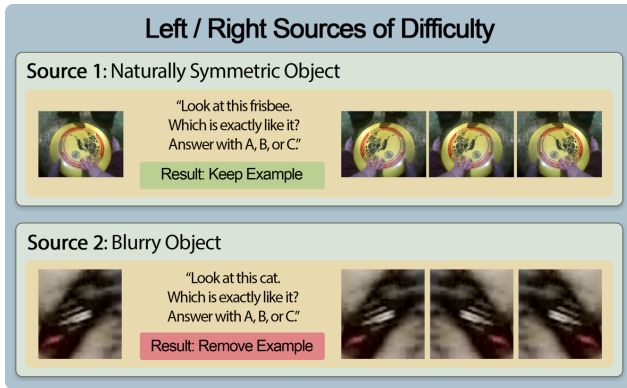 Left / Right Sources of Difficulty
Source 1: Naturally Symmetric Object
“Look at this frisbee.
Which is exactly like it?
Answer with A, B, or C.”
Result: Keep Example
Source 2: Blurry Object
“Look at this cat.
Which is exactly like it?
Answer with A, B, or C.”
Result: Remove Example